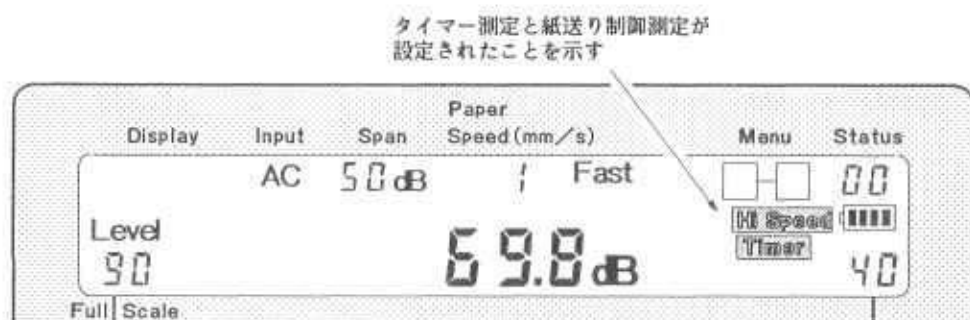 タイマー測定と紙送り制御測定が
設定されたことを示す
Display Input Span Paper Speed(mm/s) Menu Status
AC 50dB 1 Fast 00
Hi Speed
Timer
Level
90 69.8dB 40
Full Scale